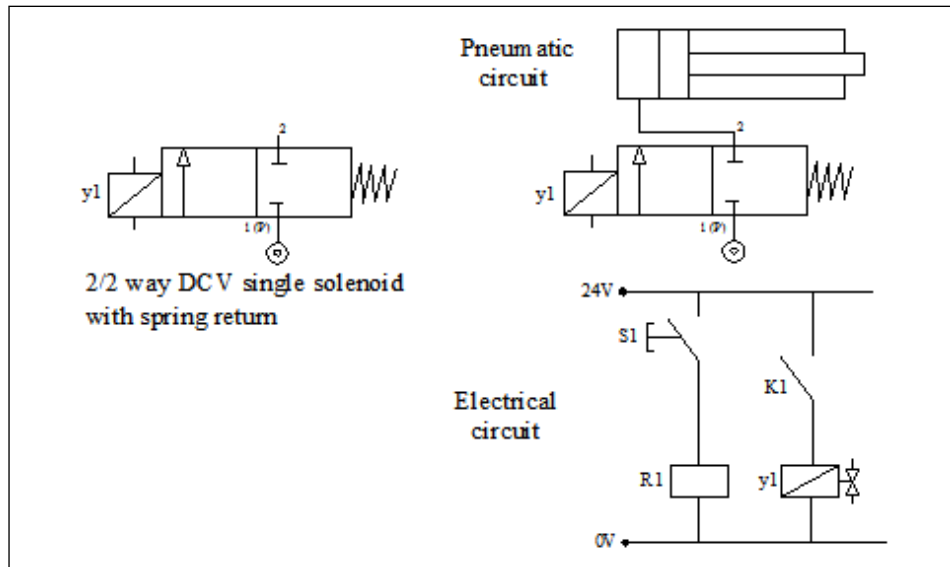 Pneumatic
circuit
2
y1
1 (P)
2/2 way DCV single solenoid
with spring return
2
y1
1 (P)
24V
S1
K1
Electrical
circuit
R1
y1
0V